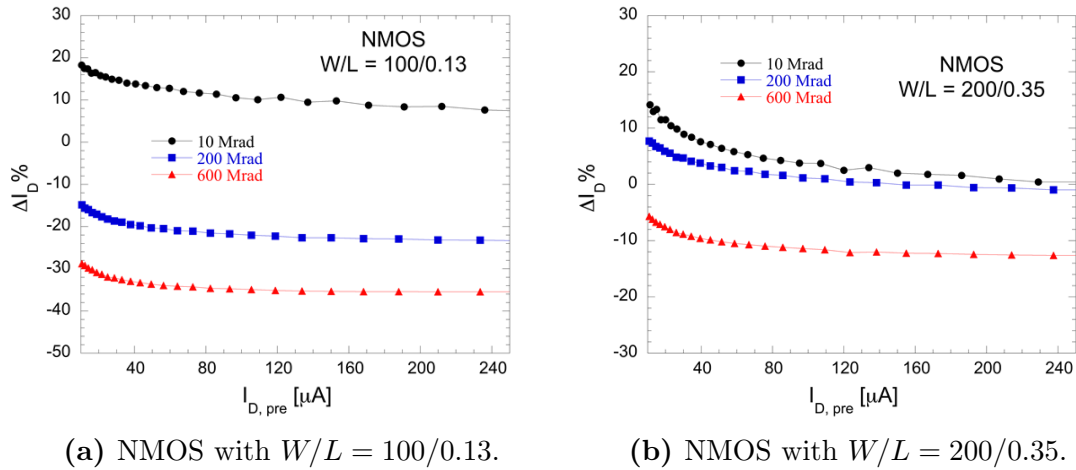 30
20
10
0
-10
-20
-30
-40
-50
ΔI_D%
NMOS
W/L = 100/0.13
10 Mrad
200 Mrad
600 Mrad
40 80 120 160 200 240
I_D, pre [μA]
(a) NMOS with W/L = 100/0.13.
30
20
10
0
-10
-20
-30
ΔI_D%
10 Mrad
200 Mrad
600 Mrad
NMOS
W/L = 200/0.35
40 80 120 160 200 240
I_D, pre [μA]
(b) NMOS with W/L = 200/0.35.